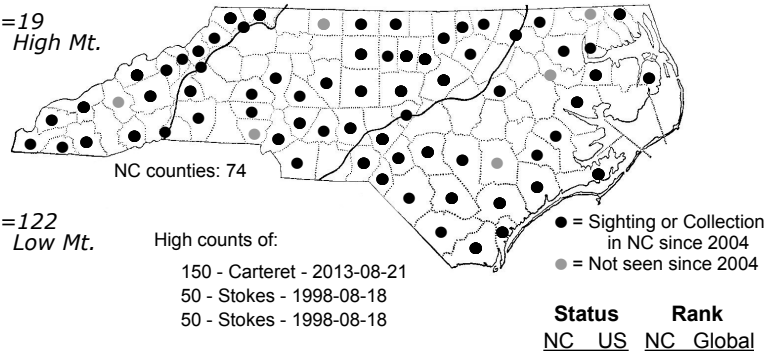 =19
High Mt.
NC counties: 74
=122
Low Mt.
High counts of:
150 - Carteret - 2013-08-21
50 - Stokes - 1998-08-18
50 - Stokes - 1998-08-18
= Sighting or Collection
in NC since 2004
= Not seen since 2004
Status Rank
NC US NC Global